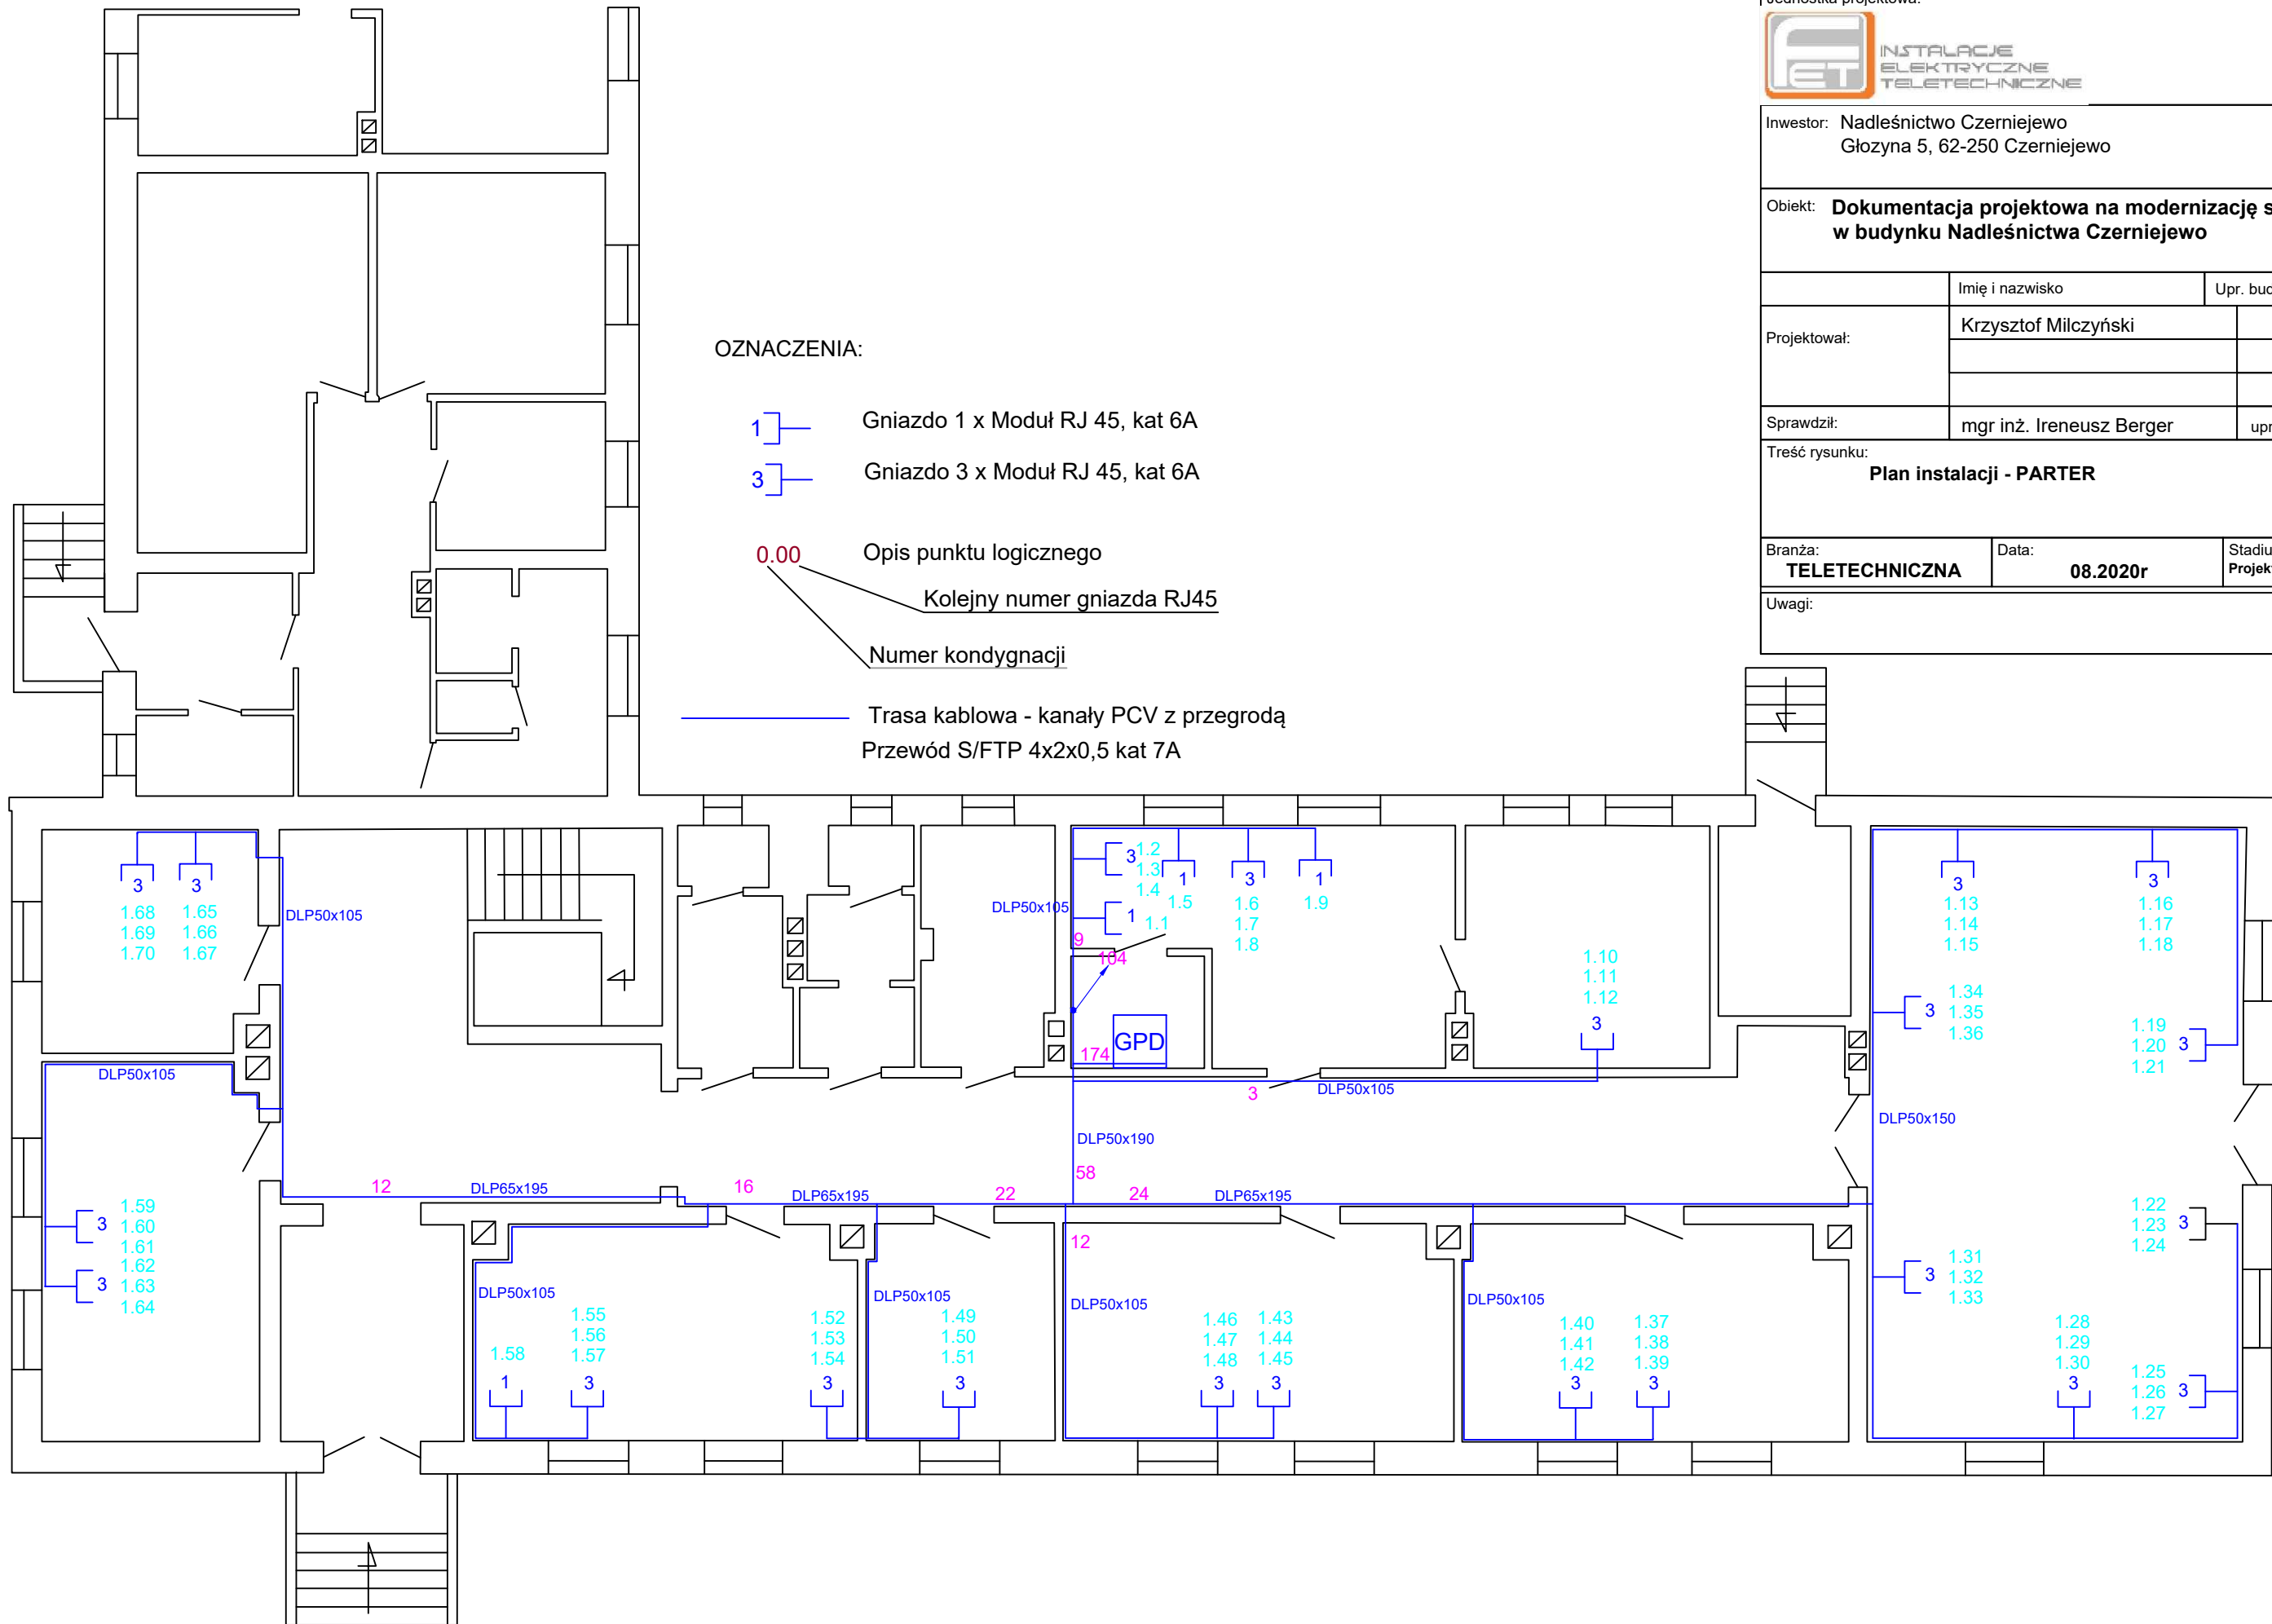 Jednostka projektowa:
FET
INSTALACJE
ELEKTRYCZNE
TELETECHNICZNE
Inwestor: Nadleśnictwo Czerniejewo
Głozyna 5, 62-250 Czerniejewo
Obiekt: Dokumentacja projektowa na modernizację s
w budynku Nadleśnictwa Czerniejewo
Imię i nazwisko
Upr. bud
Projektował:
Krzysztof Milczyński
Sprawdził:
mgr inż. Ireneusz Berger
upr
Treść rysunku:
Plan instalacji - PARTER
Branża:
TELETECHNICZNA
Data:
08.2020r
Stadiu
Projekt
Uwagi:
OZNACZENIA:
1 Gniazdo 1 x Moduł RJ 45, kat 6A
3 Gniazdo 3 x Moduł RJ 45, kat 6A
0.00 Opis punktu logicznego
Kolejny numer gniazda RJ45
Numer kondygnacji
Trasa kablowa - kanały PCV z przegrodą
Przewód S/FTP 4x2x0,5 kat 7A
3
1.68
1.69
1.70
3
1.65
1.66
1.67
DLP50x105
DLP50x105
3
1.59
1.60
1.61
3
1.62
1.63
1.64
DLP50x105
3
1.2
1.3
1.4
1
1.1
1
1.5
3
1.6
1.7
1.8
1
1.9
9
104
GPD
174
3
DLP50x105
1.10
1.11
1.12
3
DLP50x190
58
12
DLP65x195
16
DLP65x195
22
24
DLP65x195
12
DLP50x105
1.58
1
1.55
1.56
1.57
3
1.52
1.53
1.54
3
DLP50x105
1.49
1.50
1.51
3
DLP50x105
1.46
1.47
1.48
3
1.43
1.44
1.45
3
DLP50x105
1.40
1.41
1.42
3
1.37
1.38
1.39
3
3
1.13
1.14
1.15
3
1.16
1.17
1.18
3
1.34
1.35
1.36
1.19
1.20
1.21
3
DLP50x150
1.22
1.23
1.24
3
3
1.31
1.32
1.33
1.28
1.29
1.30
3
1.25
1.26
1.27
3